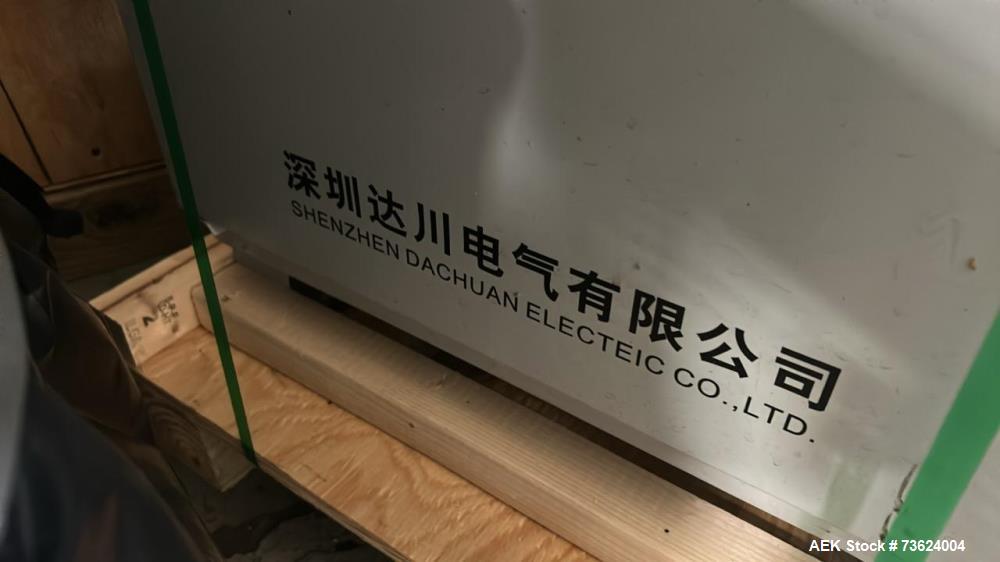 深圳达川电气有限公司
SHENZHEN DACHUAN ELECTEIC CO.,LTD.
AEK Stock # 73624004